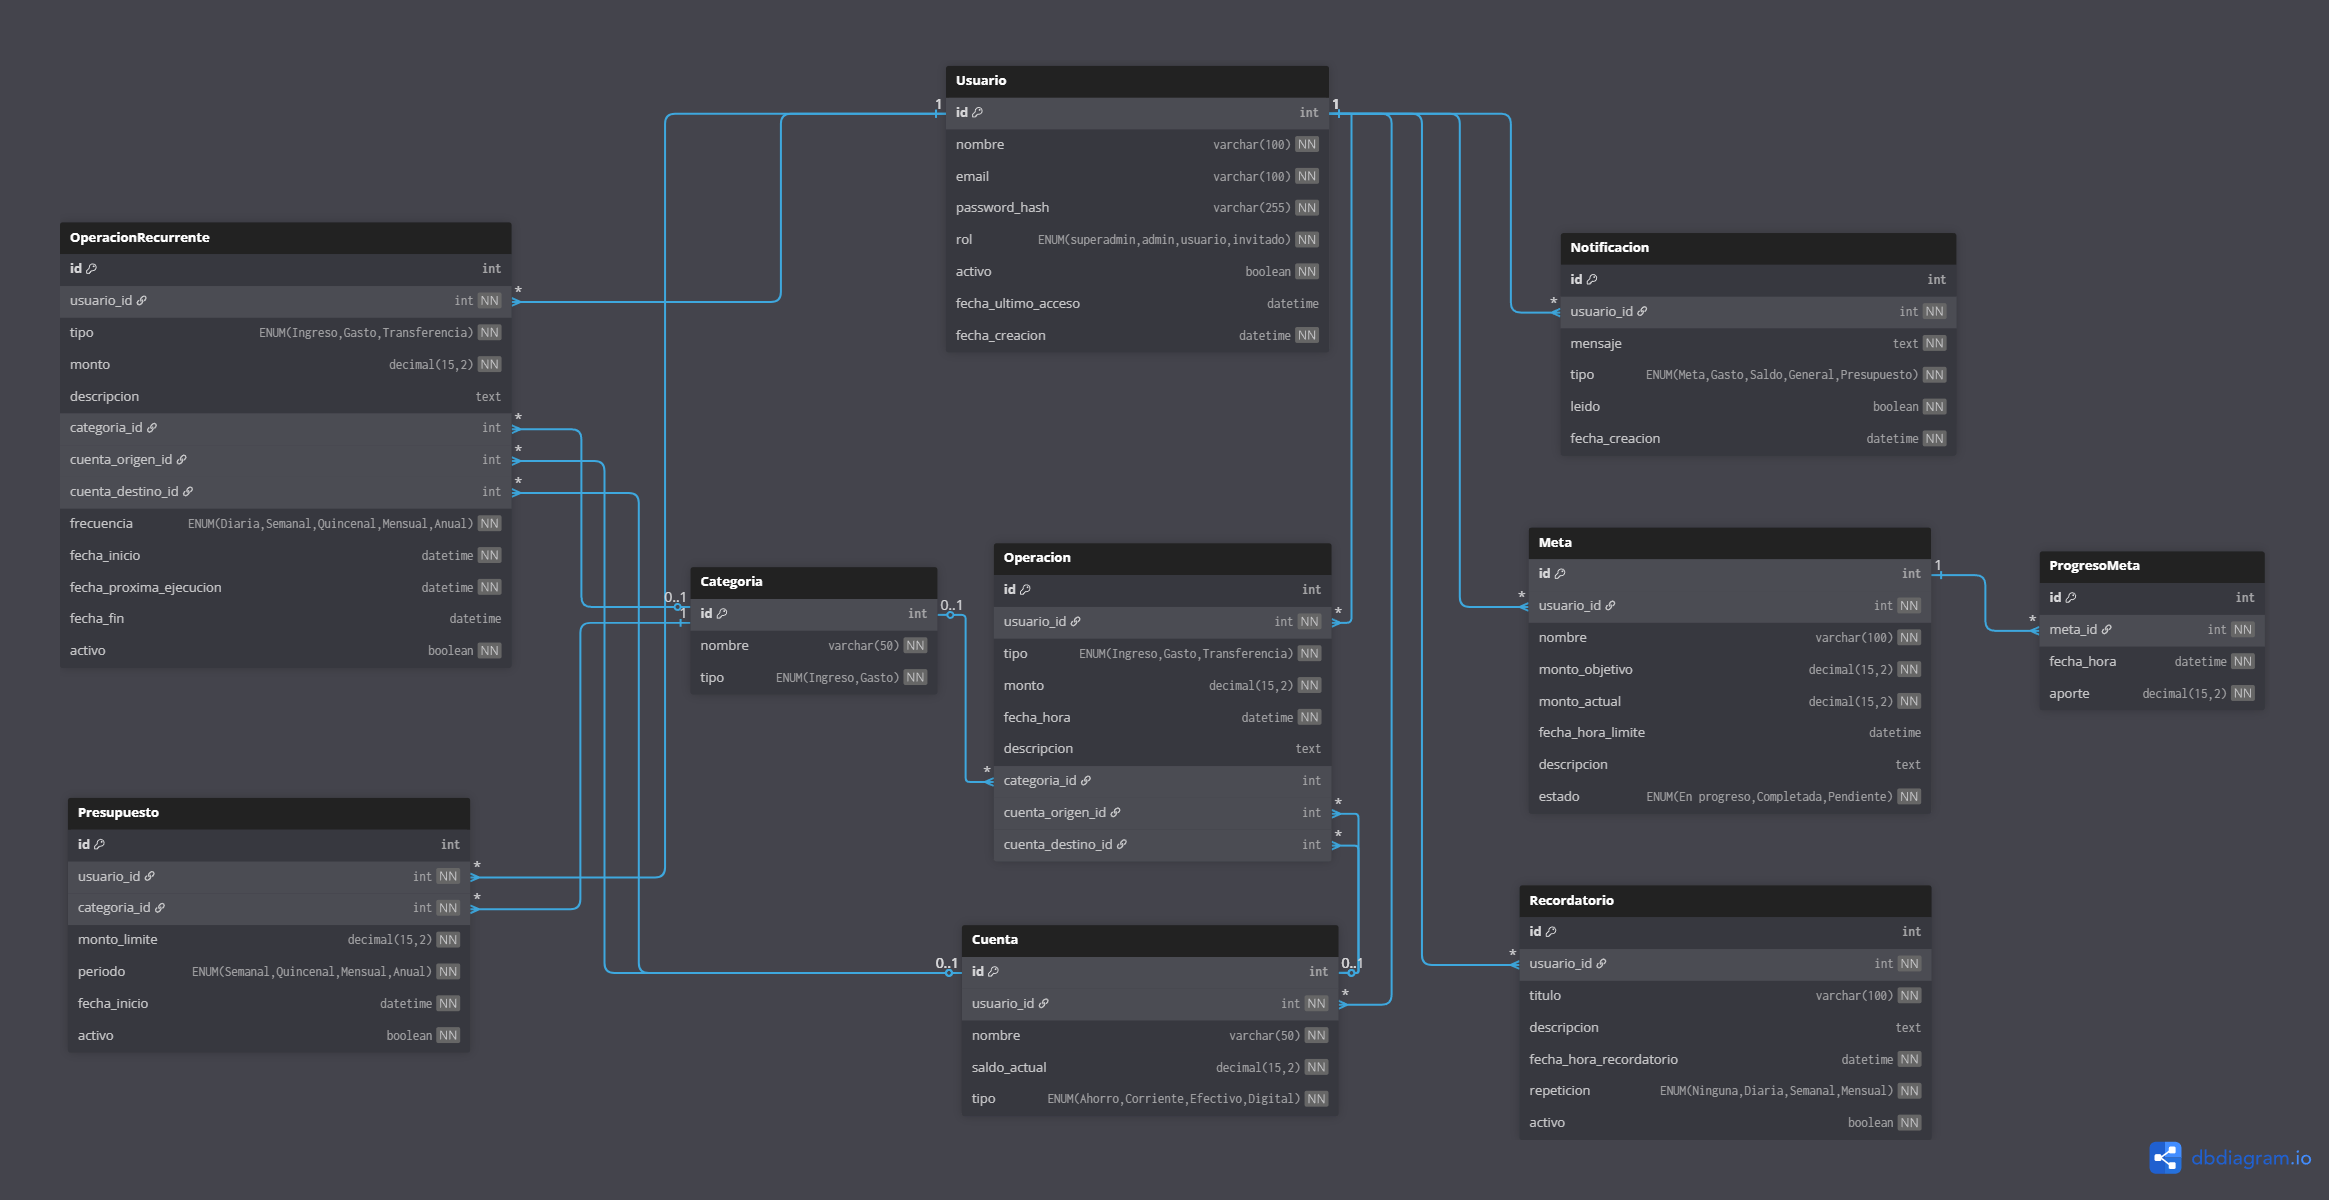 Usuario
1 id int 1
nombre varchar(100) NN
email varchar(100) NN
password_hash varchar(255) NN
rol ENUM(superadmin,admin,usuario,invitado) NN
activo boolean NN
fecha_ultimo_acceso datetime
fecha_creacion datetime NN
OperacionRecurrente
id int
usuario_id int NN *
tipo ENUM(Ingreso,Gasto,Transferencia) NN
monto decimal(15,2) NN
descripcion text
categoria_id int *
cuenta_origen_id int *
cuenta_destino_id int *
frecuencia ENUM(Diaria,Semanal,Quincenal,Mensual,Anual) NN
fecha_inicio datetime NN
fecha_proxima_ejecucion datetime NN
fecha_fin datetime
activo boolean NN
Notificacion
id int
* usuario_id int NN
mensaje text NN
tipo ENUM(Meta,Gasto,Saldo,General,Presupuesto) NN
leido boolean NN
fecha_creacion datetime NN
Categoria
0..1
1 id int 0..1
nombre varchar(50) NN
tipo ENUM(Ingreso,Gasto) NN
Operacion
id int
usuario_id int NN *
tipo ENUM(Ingreso,Gasto,Transferencia) NN
monto decimal(15,2) NN
fecha_hora datetime NN
descripcion text
* categoria_id int
cuenta_origen_id int *
cuenta_destino_id int *
Meta
id int 1
* usuario_id int NN
nombre varchar(100) NN
monto_objetivo decimal(15,2) NN
monto_actual decimal(15,2) NN
fecha_hora_limite datetime
descripcion text
estado ENUM(En progreso,Completada,Pendiente) NN
ProgresoMeta
id int
* meta_id int NN
fecha_hora datetime NN
aporte decimal(15,2) NN
Presupuesto
id int
usuario_id int NN *
categoria_id int NN *
monto_limite decimal(15,2) NN
periodo ENUM(Semanal,Quincenal,Mensual,Anual) NN
fecha_inicio datetime NN
activo boolean NN
Cuenta
0..1 id int 0..1
usuario_id int NN *
nombre varchar(50) NN
saldo_actual decimal(15,2) NN
tipo ENUM(Ahorro,Corriente,Efectivo,Digital) NN
Recordatorio
id int
* usuario_id int NN
titulo varchar(100) NN
descripcion text
fecha_hora_recordatorio datetime NN
repeticion ENUM(Ninguna,Diaria,Semanal,Mensual) NN
activo boolean NN
dbdiagram.io